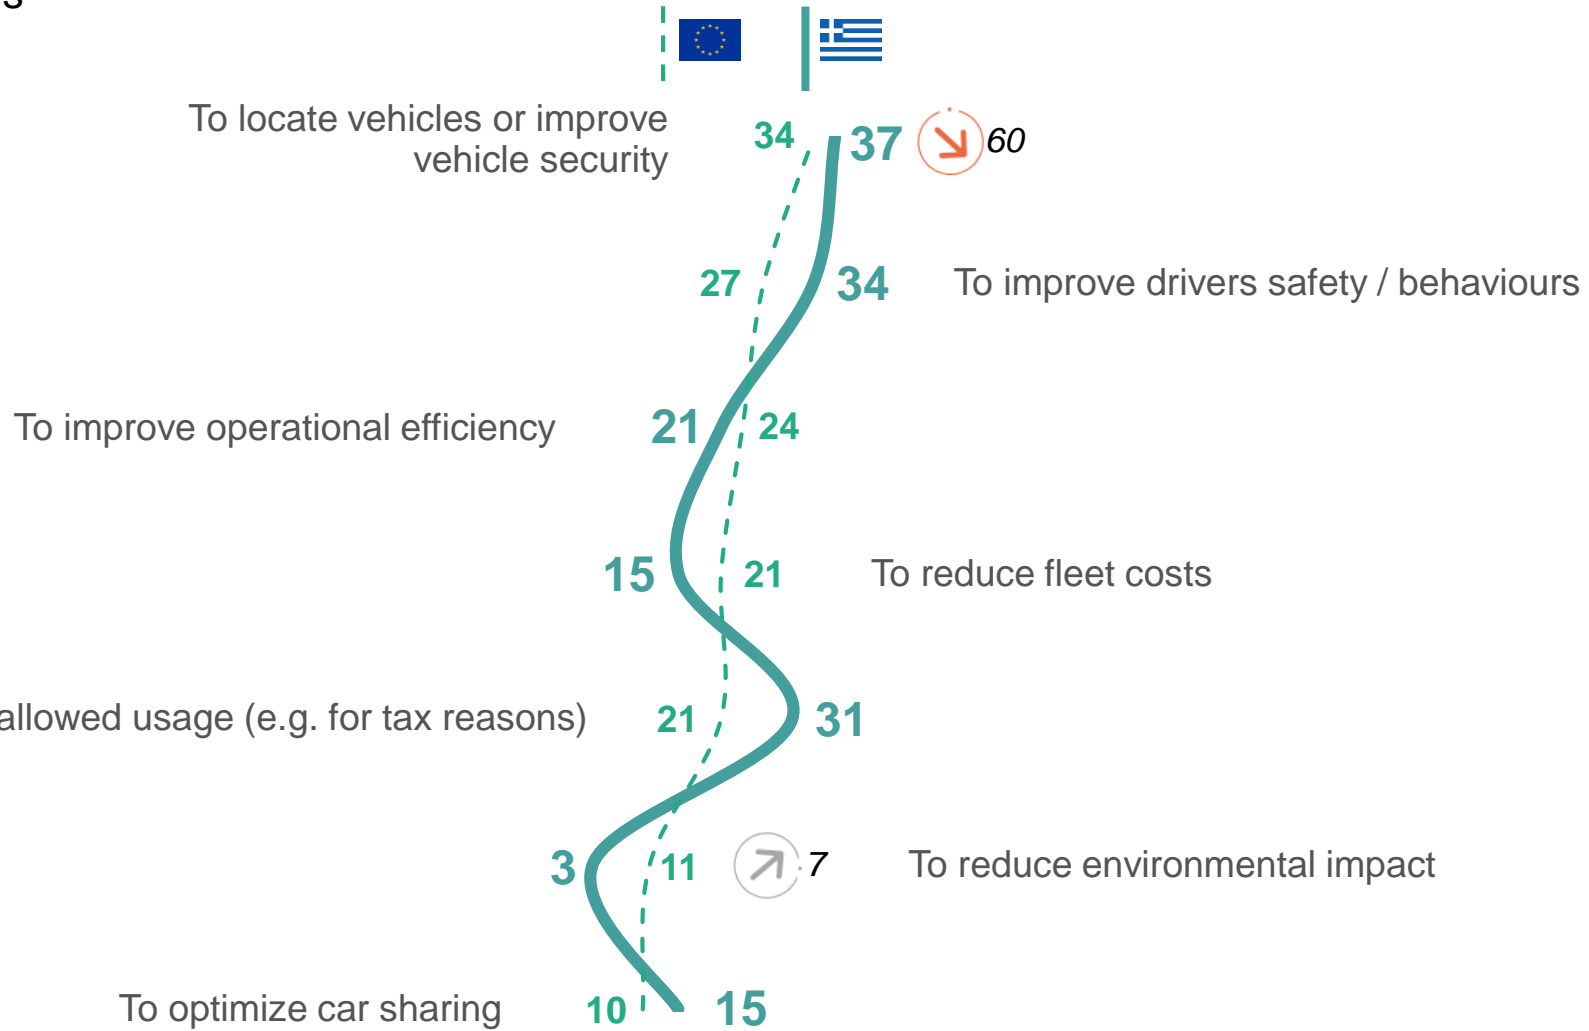 s
To locate vehicles or improve
vehicle security
34
37
60
27
34
To improve drivers safety / behaviours
To improve operational efficiency
21
24
15
21
To reduce fleet costs
allowed usage (e.g. for tax reasons)
21
31
3
11
7
To reduce environmental impact
To optimize car sharing
10
15